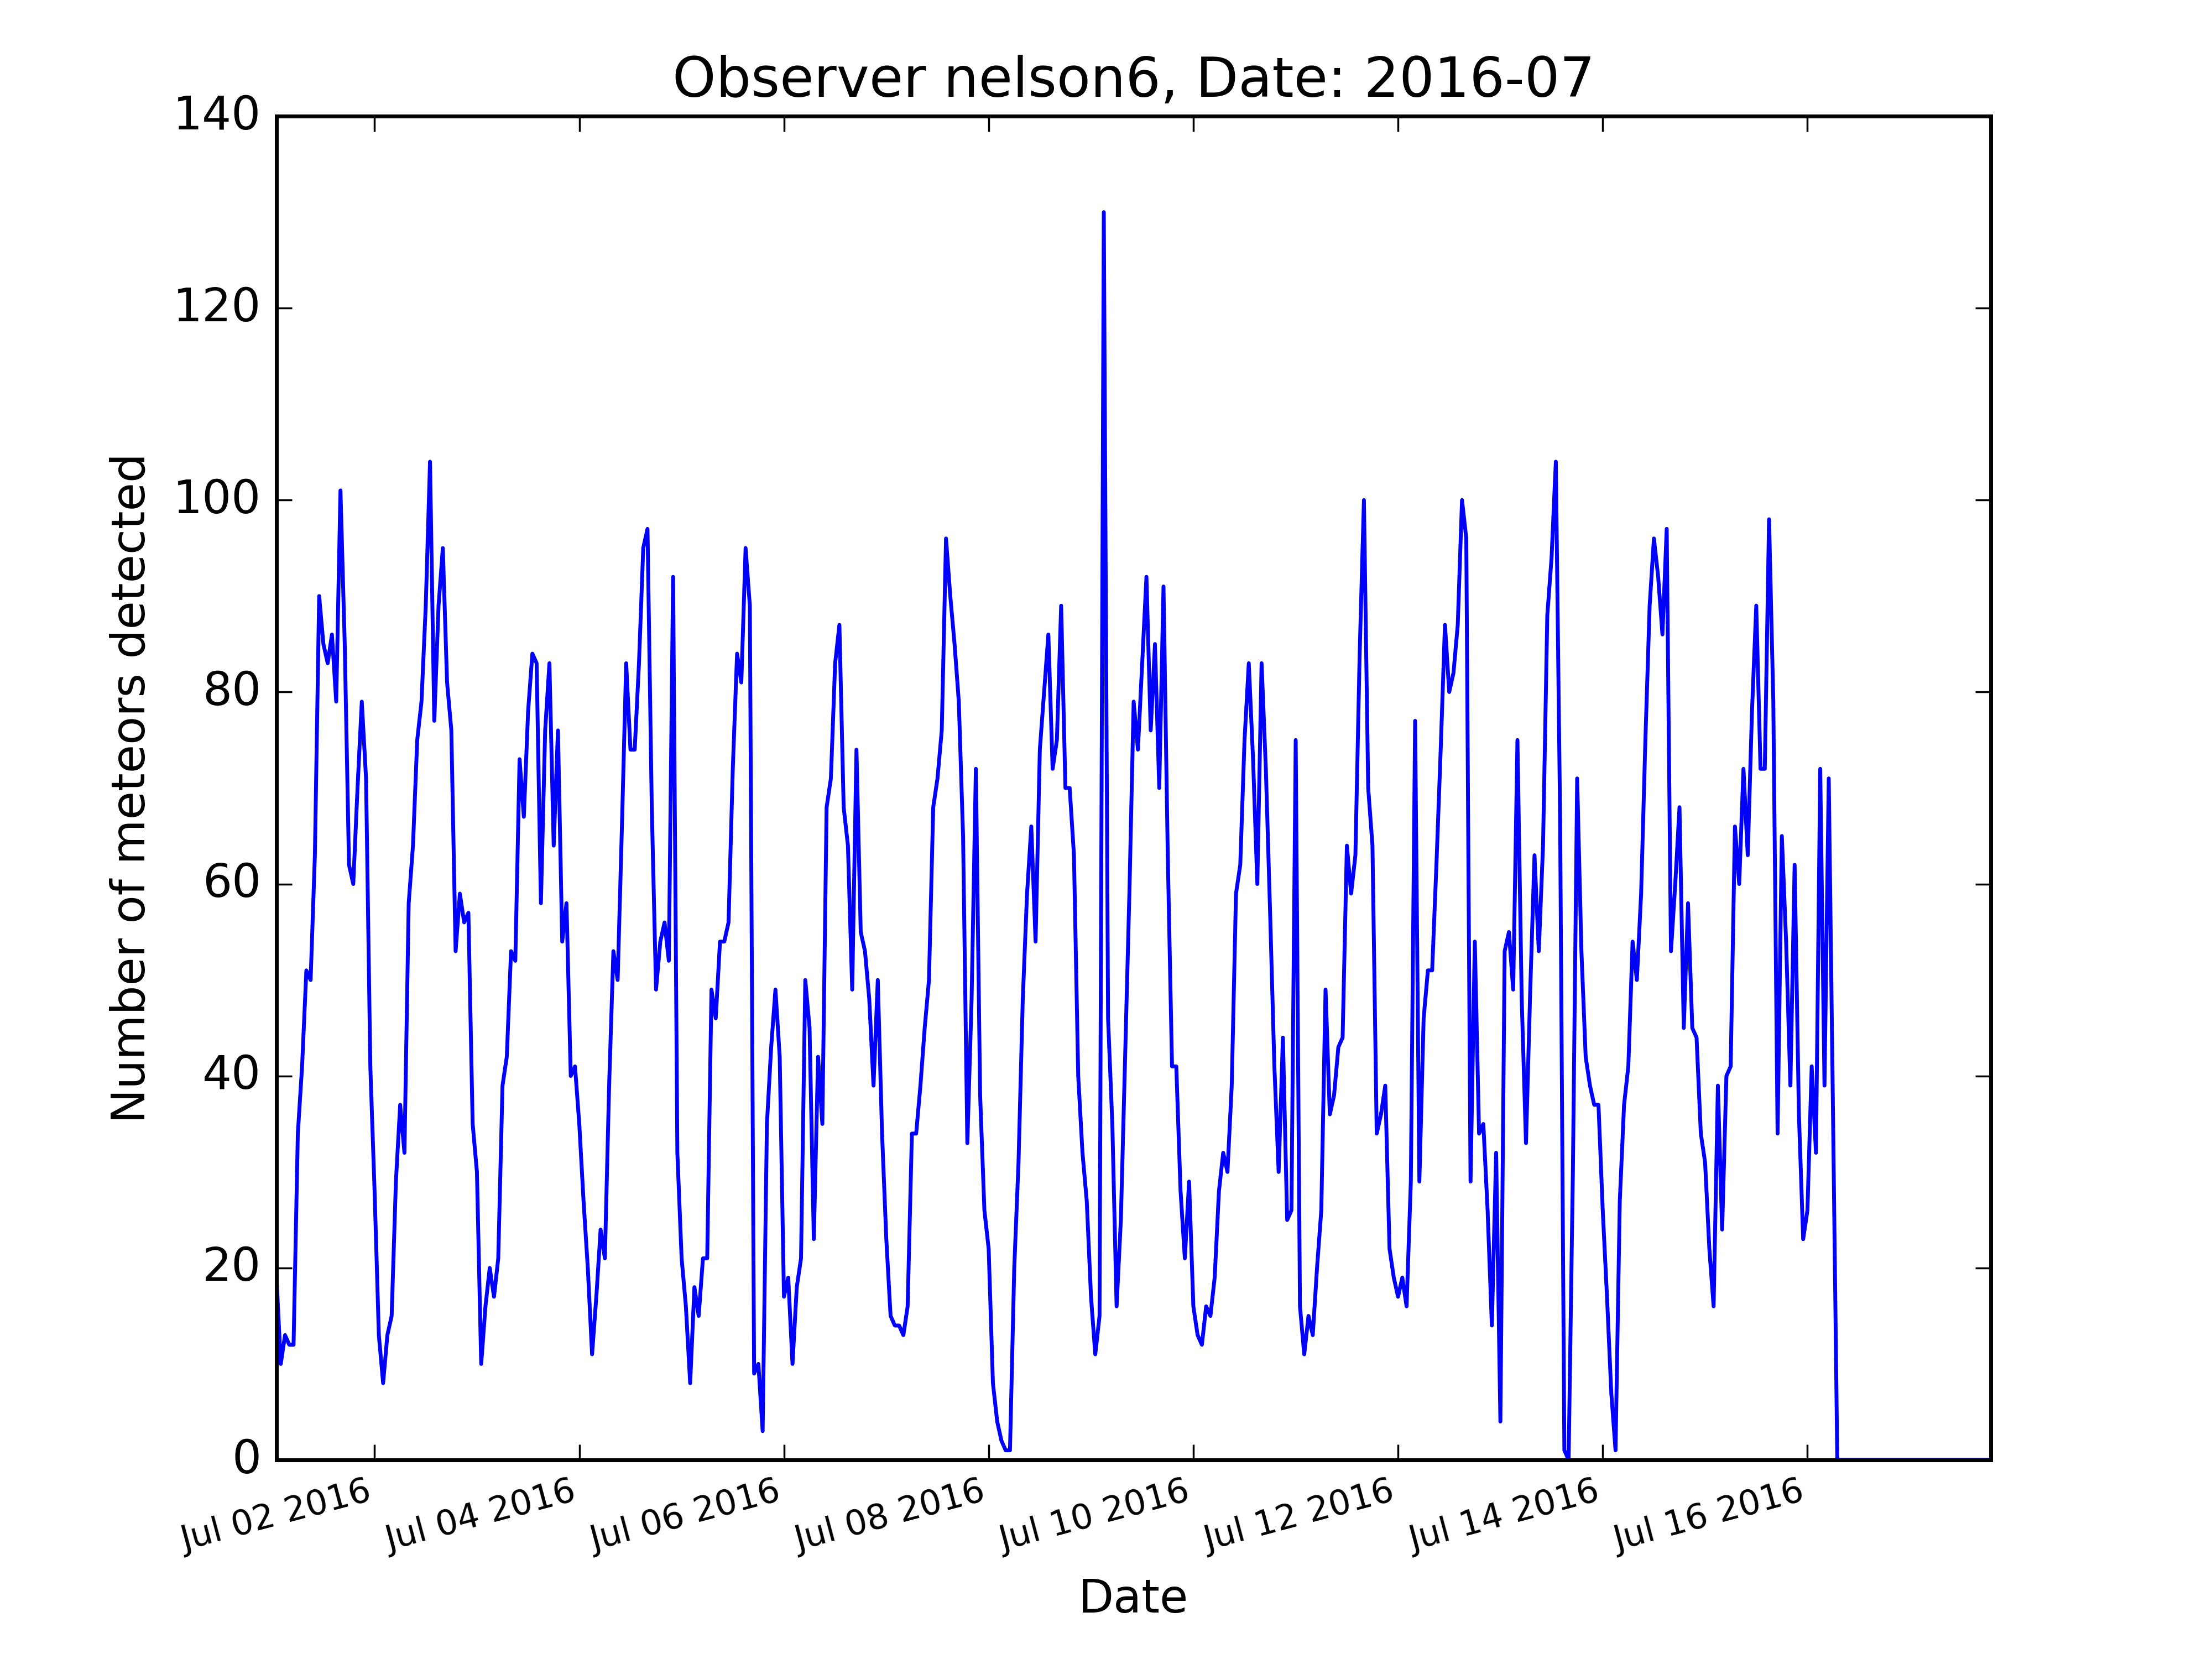 Observer nelson6, Date: 2016-07
Number of meteors detected
140
120
100
80
60
40
20
0
Jul 02 2016
Jul 04 2016
Jul 06 2016
Jul 08 2016
Jul 10 2016
Jul 12 2016
Jul 14 2016
Jul 16 2016
Date